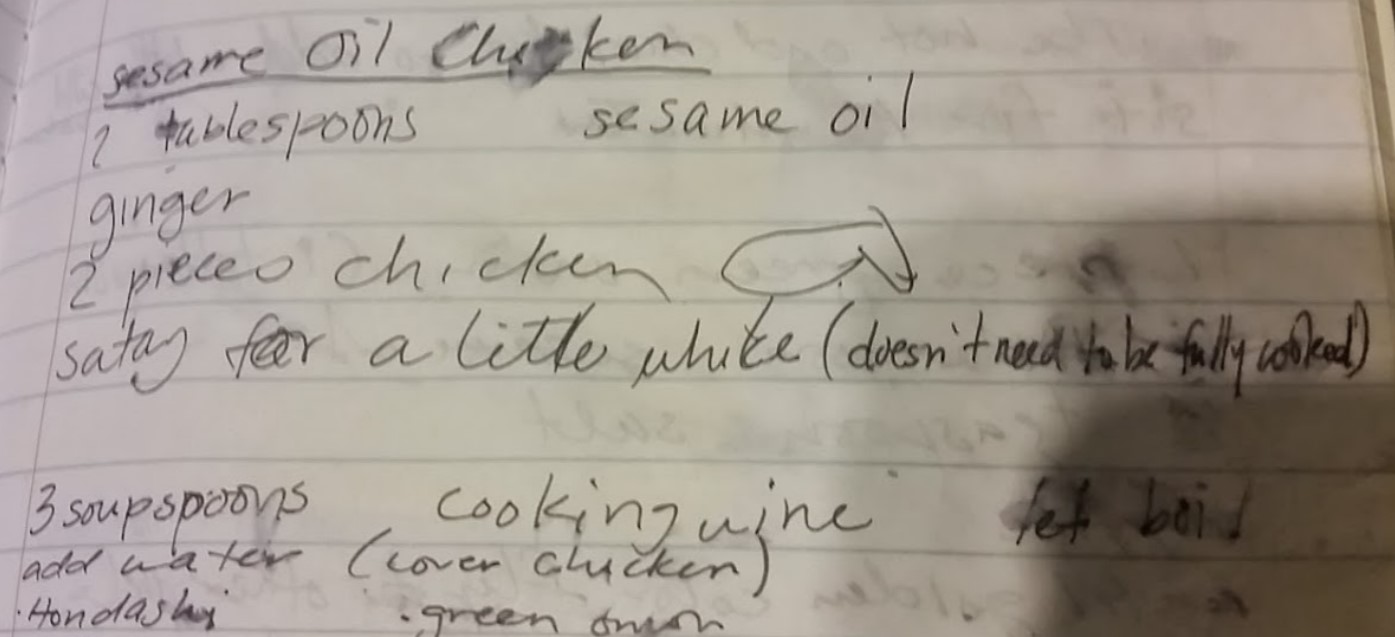 sesame oil chicken
2 tablespoons sesame oil
ginger
2 pieces chicken
satay for a little while (doesn't need to be fully cooked)
3 soupspoons cooking wine let boil
add water (cover chicken)
·Hondashi ·green onion